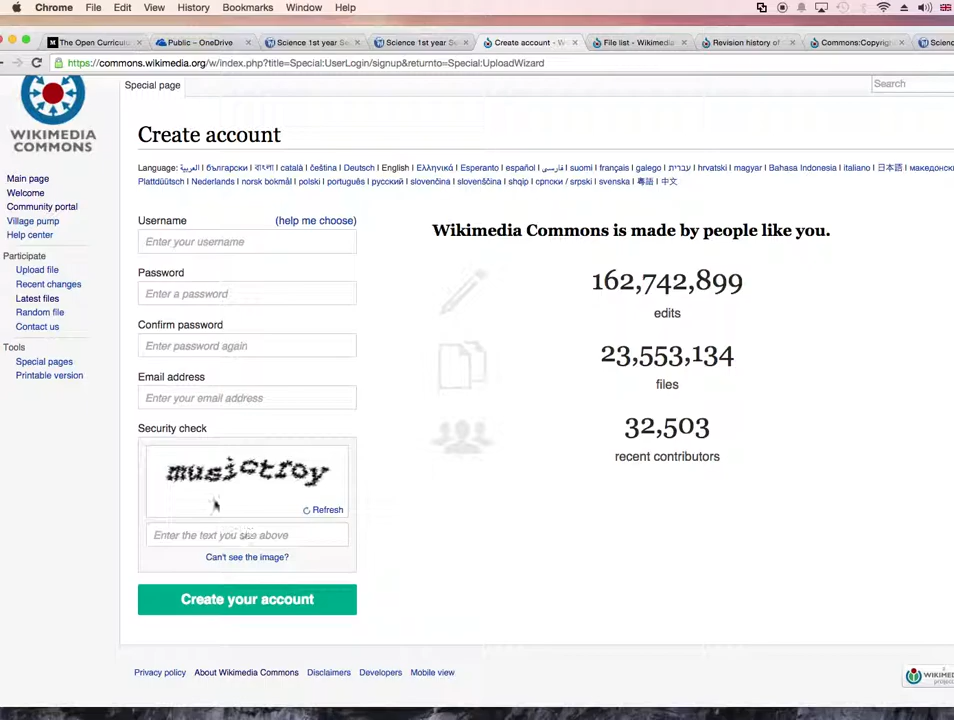 Chrome File Edit View History Bookmarks Window Help
The Open Curricul Public – OneDrive Science 1st year Se Science 1st year Se Create account - W File list - Wikimedia Revision history of Commons:Copyrig Scienc
https://commons.wikimedia.org/w/index.php?title=Special:UserLogin/signup&returnto=Special:UploadWizard
Special page
Search
WIKIMEDIA
COMMONS
Create account
Language: العربية | български | বাংলা | català | čeština | Deutsch | English | Ελληνικά | Esperanto | español | فارسی | suomi | français | galego | עברית | hrvatski | magyar | Bahasa Indonesia | italiano | 日本語 | македонски
Plattdüütsch | Nederlands | norsk bokmål | polski | português | русский | slovenčina | slovenščina | shqip | српски / srpski | svenska | 粵語 | 中文
Main page
Welcome
Community portal
Village pump
Help center
Participate
Upload file
Recent changes
Latest files
Random file
Contact us
Tools
Special pages
Printable version
Username (help me choose)
Enter your username
Password
Enter a password
Confirm password
Enter password again
Email address
Enter your email address
Security check
musictroy
Refresh
Enter the text you see above
Can't see the image?
Create your account
Wikimedia Commons is made by people like you.
162,742,899
edits
23,553,134
files
32,503
recent contributors
Privacy policy About Wikimedia Commons Disclaimers Developers Mobile view
A
WIKIMED
project